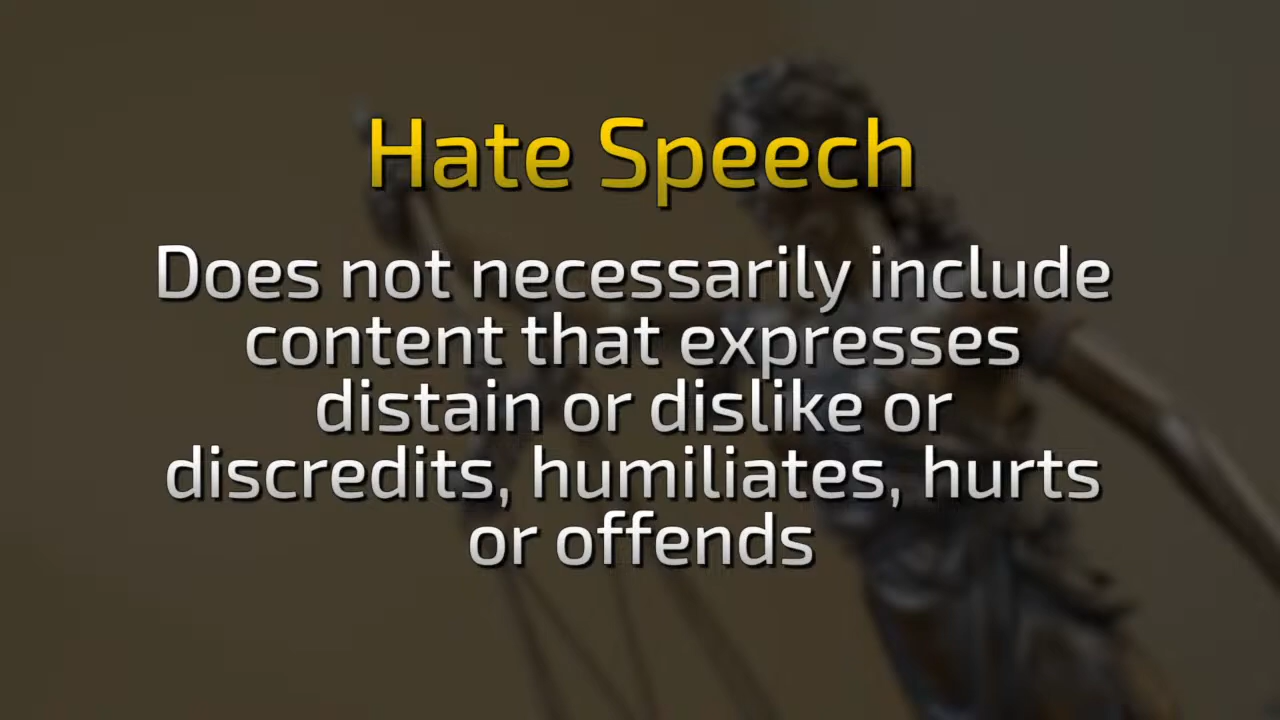 Hate Speech
Does not necessarily include
content that expresses
distain or dislike or
discredits, humiliates, hurts
or offends